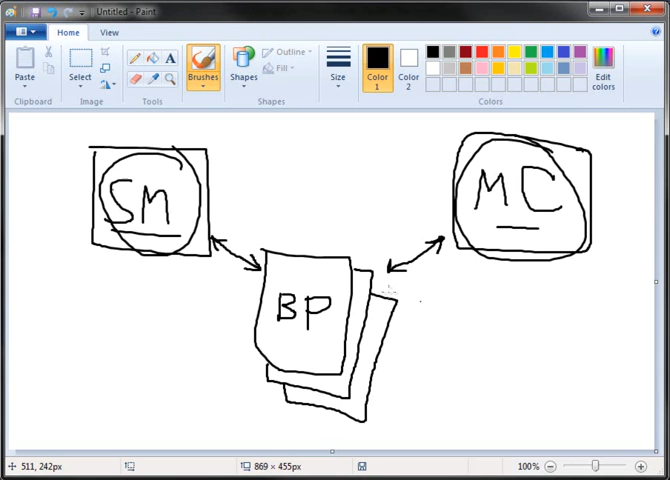 Untitled - Paint
Home
View
Paste
Select
Brushes
Shapes
Outline
Fill
Size
Color
1
Color
2
Edit
colors
Clipboard
Image
Tools
Shapes
Colors
SM
MC
BP
511, 242px
869 × 455px
100%